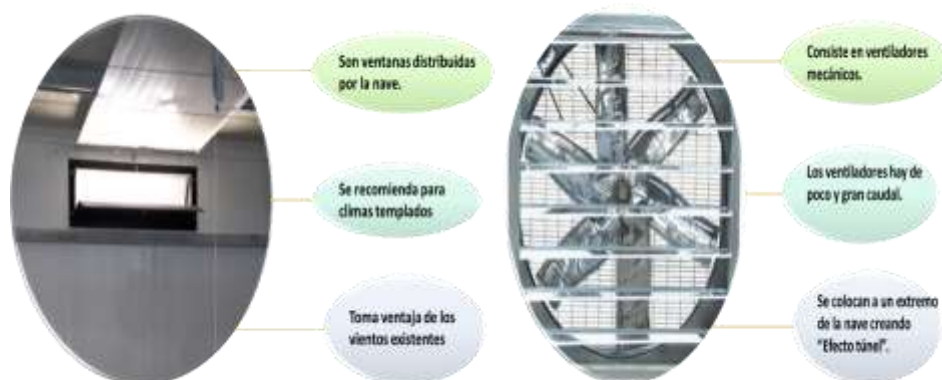 Son ventanas distribuidas
por la nave.
Se recomienda para
climas templados
Toma ventaja de los
vientos existentes
Consiste en ventiladores
mecánicos.
Los ventiladores hay de
poco y gran caudal.
Se colocan a un extremo
de la nave creando
"Efecto túnel".